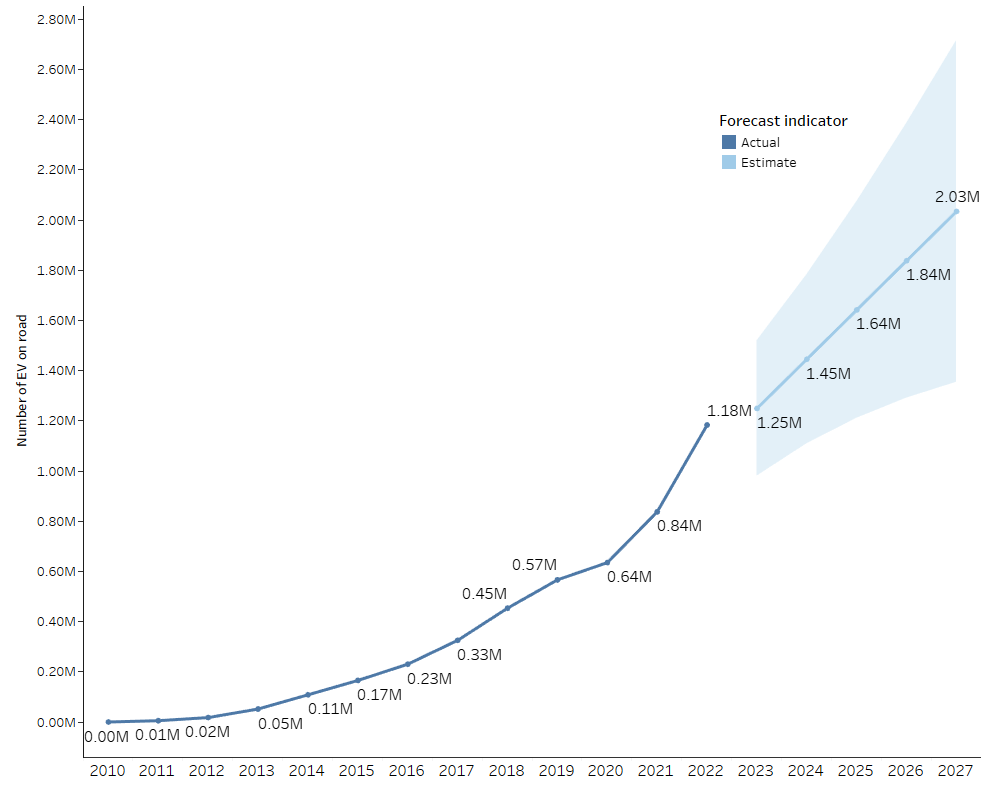 2.80M
2.60M
2.40M
2.20M
2.00M
1.80M
1.60M
1.40M
1.20M
1.00M
0.80M
0.60M
0.40M
0.20M
0.00M
Number of EV on road
Forecast indicator
Actual
Estimate
0.00M
0.01M
0.02M
0.05M
0.11M
0.17M
0.23M
0.33M
0.45M
0.57M
0.64M
0.84M
1.18M
1.25M
1.45M
1.64M
1.84M
2.03M
2010 2011 2012 2013 2014 2015 2016 2017 2018 2019 2020 2021 2022 2023 2024 2025 2026 2027